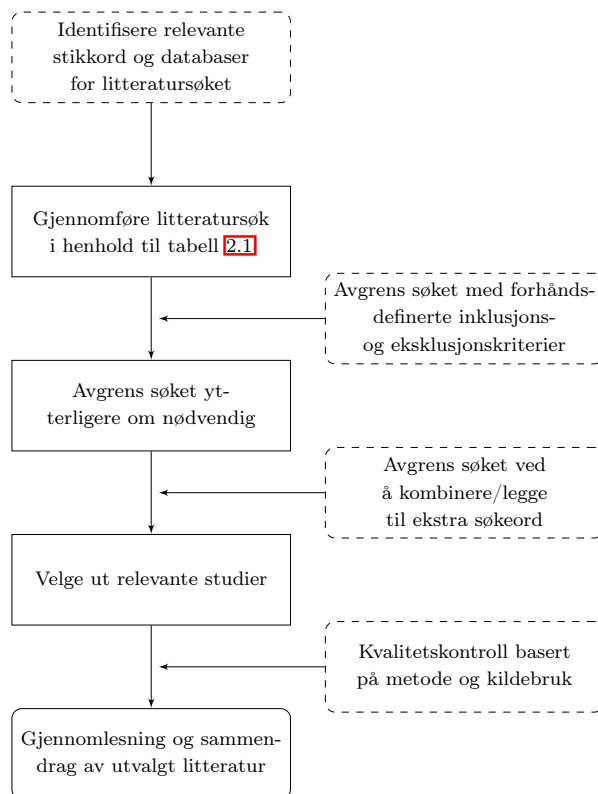 Identifisere relevante
stikkord og databaser
for litteratursøket
Gjennomføre litteratursøk
i henhold til tabell 2.1
Avgrens søket med forhånds-
definerte inklusjons-
og eksklusjonskriterier
Avgrens søket yt-
terligere om nødvendig
Avgrens søket ved
å kombinere/legge
til ekstra søkeord
Velge ut relevante studier
Kvalitetskontroll basert
på metode og kildebruk
Gjennomlesning og sammen-
drag av utvalgt litteratur